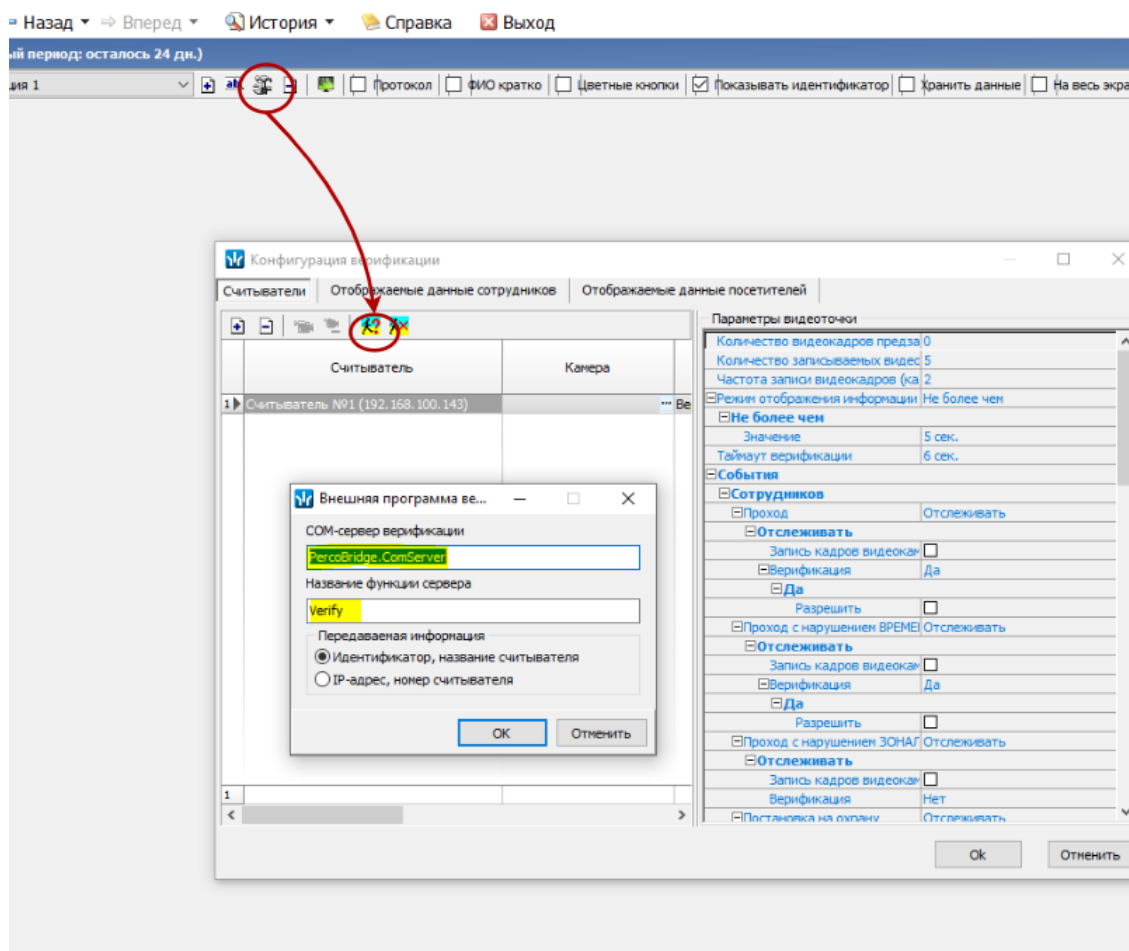 Назад Вперед История Справка Выход
ый период: осталось 24 дн.)
ция 1 Протокол ФИО кратко Цветные кнопки Показывать идентификатор Хранить данные На весь экра
Конфигурация верификации
Считыватели Отображаемые данные сотрудников Отображаемые данные посетителей
Считыватель Камера
1 Считыватель №1 (192.168.100.143) ... Ве
1
Внешняя программа ве...
COM-сервер верификации
PercoBridge.ComServer
Название функции сервера
Verify
Передаваемая информация
Идентификатор, название считывателя
IP-адрес, номер считывателя
OK Отменить
Параметры видеоточки
Количество видеокадров предза 0
Количество записываемых видес 5
Частота записи видеокадров (ка 2
Режим отображения информации Не более чем
Не более чем
Значение 5 сек.
Таймаут верификации 6 сек.
События
Сотрудников
Проход Отслеживать
Отслеживать
Запись кадров видеокам
Верификация Да
Да
Разрешить
Проход с нарушением ВРЕМЕ Отслеживать
Отслеживать
Запись кадров видеокам
Верификация Да
Да
Разрешить
Проход с нарушением ЗОНАЛ Отслеживать
Отслеживать
Запись кадров видеокам
Верификация Нет
Постановка на охрану Отслеживать
Ok Отменить